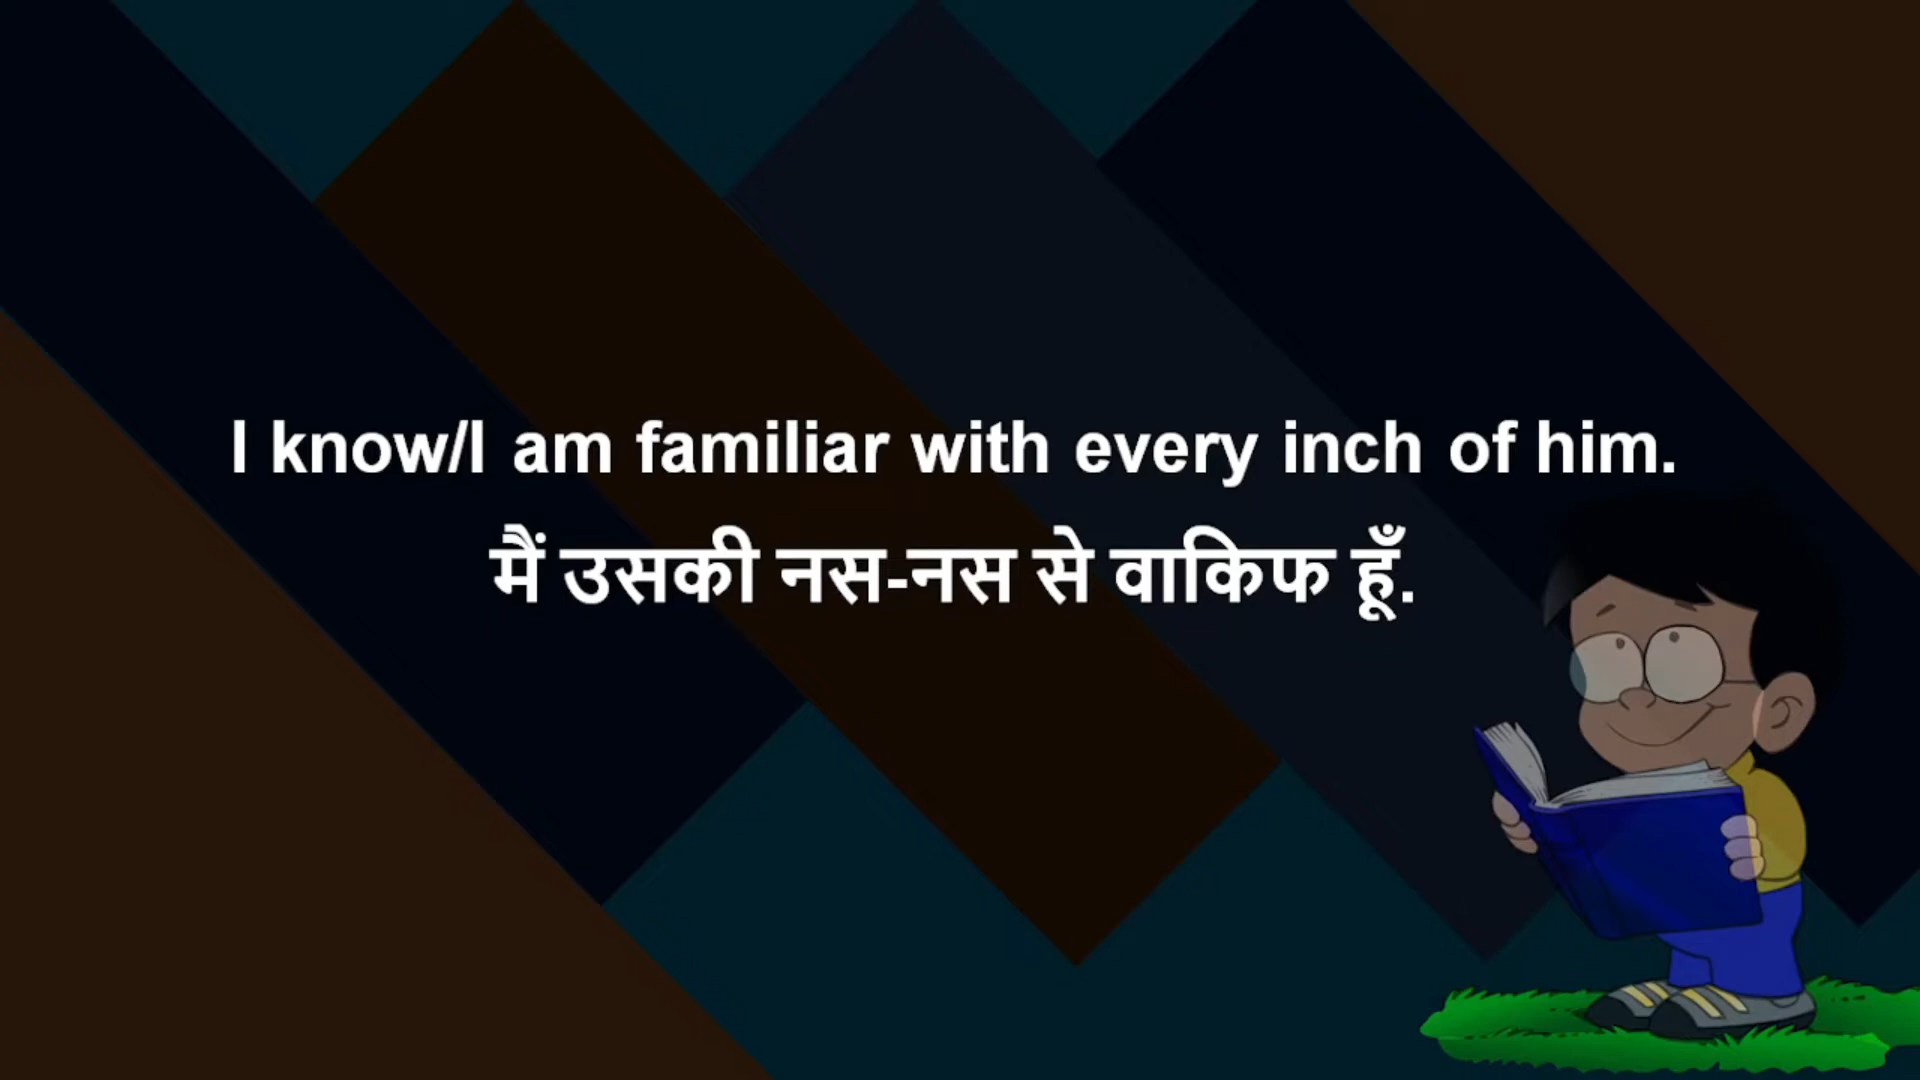 I know/I am familiar with every inch of him.
मैं उसकी नस-नस से वाकिफ हूँ.